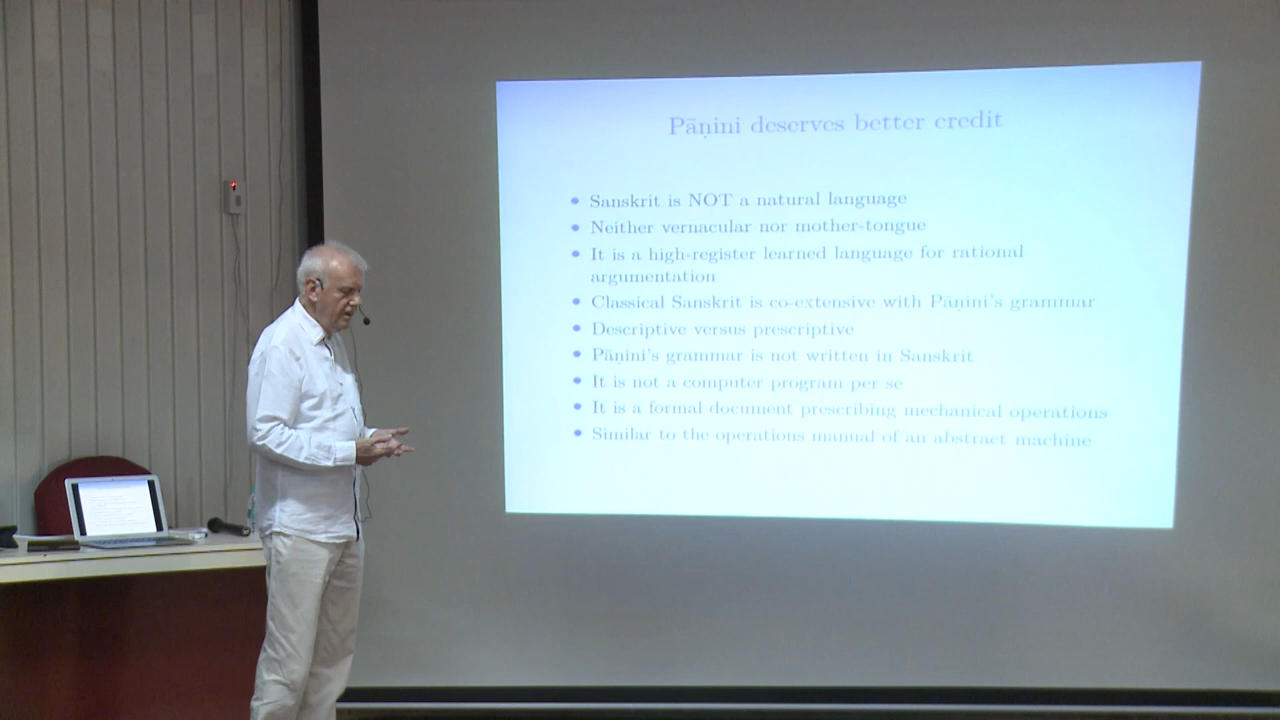 Pāṇini deserves better credit
• Sanskrit is NOT a natural language
• Neither vernacular nor mother-tongue
• It is a high-register learned language for rational
argumentation
• Classical Sanskrit is co-extensive with Pāṇini's grammar
• Descriptive versus prescriptive
• Pāṇini's grammar is not written in Sanskrit
• It is not a computer program per se
• It is a formal document prescribing mechanical operations
• Similar to the operations manual of an abstract machine